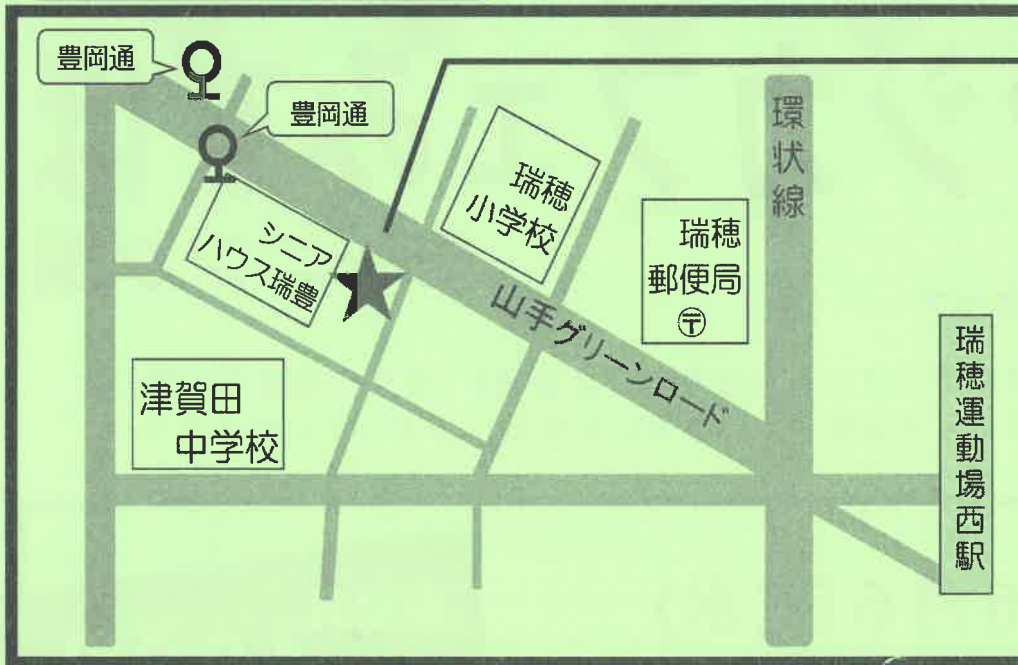 豊岡通
豊岡通
シニア
ハウス瑞豊
瑞穂
小学校
環状線
瑞穂
郵便局
〒
山手グリーンロード
津賀田
中学校
瑞穂運動場西駅